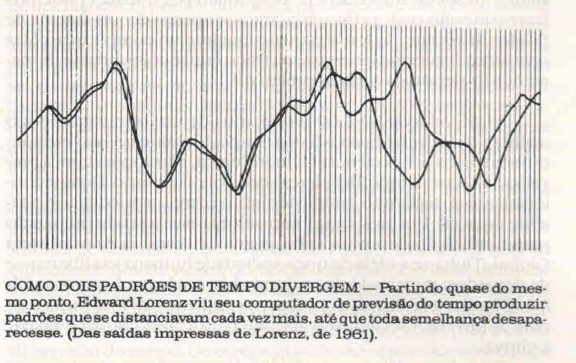 COMO DOIS PADRÕES DE TEMPO DIVERGEM — Partindo quase do mes-
mo ponto, Edward Lorenz viu seu computador de previsão do tempo produzir
padrões que se distanciavam cada vez mais, até que toda semelhança desapa-
recesse. (Das saídas impressas de Lorenz, de 1961).